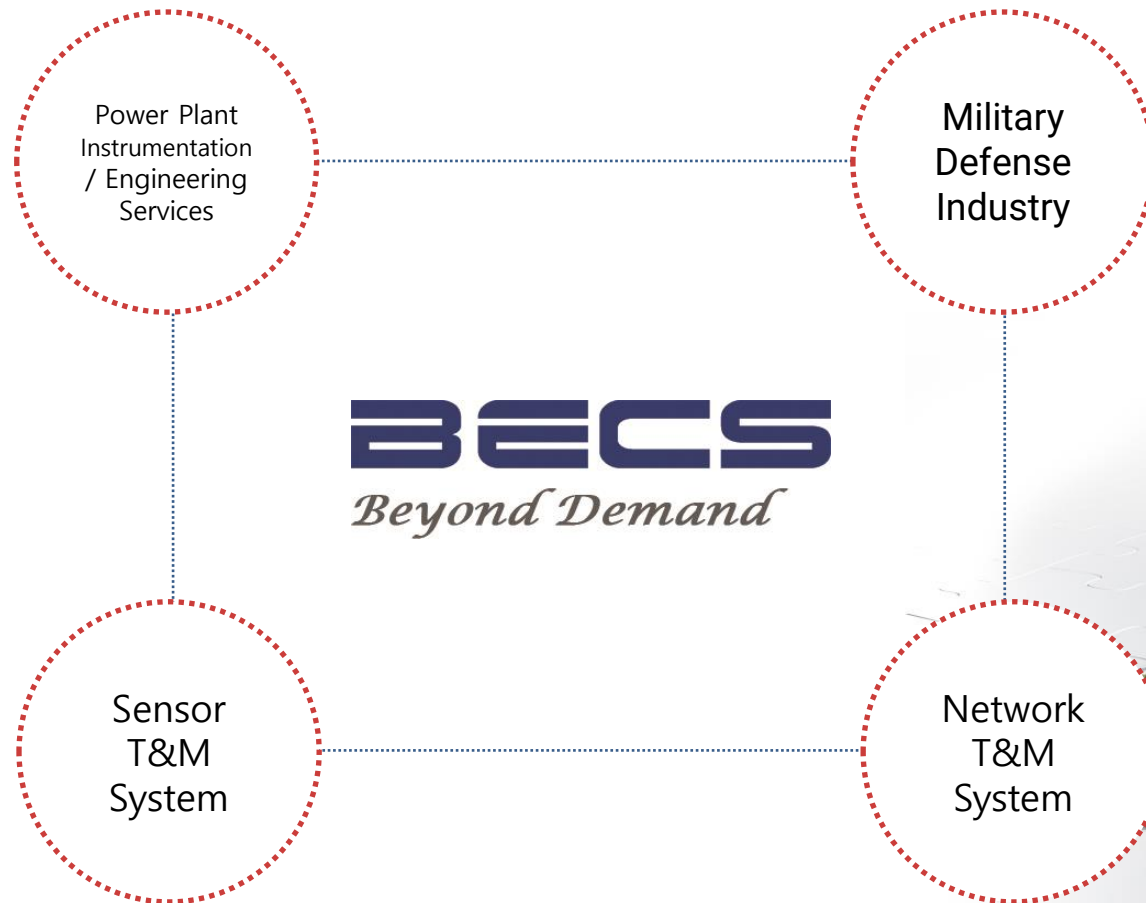 Power Plant
Instrumentation
/ Engineering
Services
Military
Defense
Industry
BECS
Beyond Demand
Sensor
T&M
System
Network
T&M
System